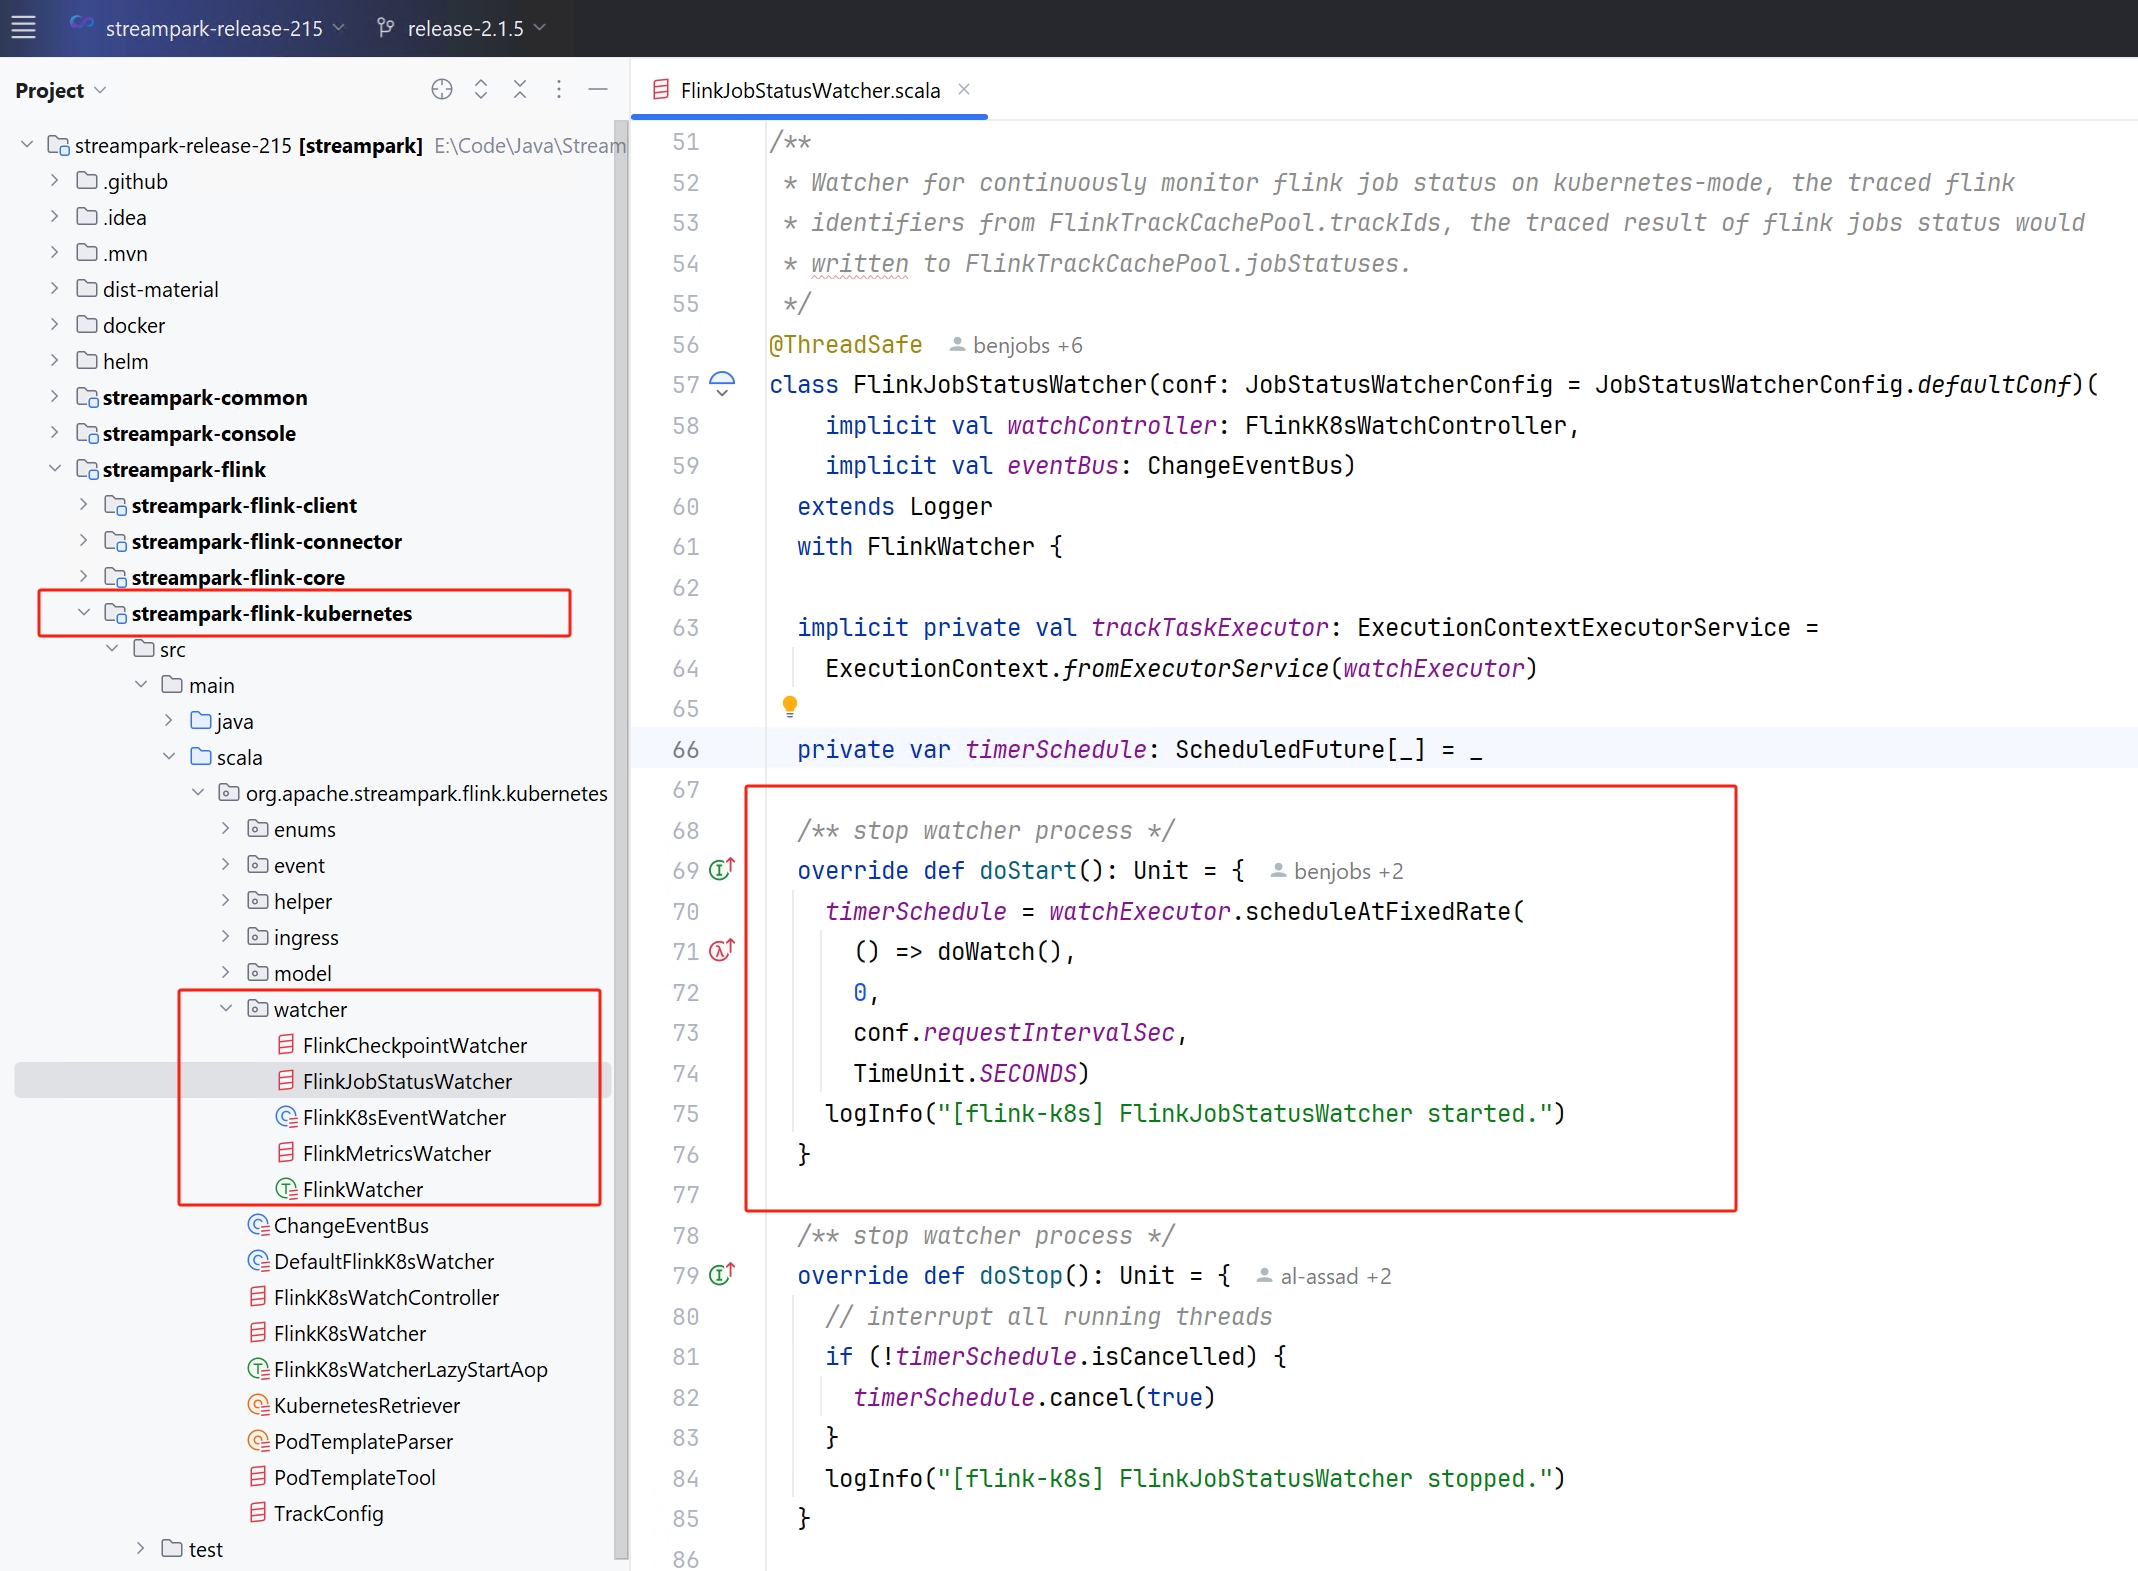 streampark-release-215
release-2.1.5
Project
streampark-release-215 [streampark] E:\Code\Java\Stream
.github
.idea
.mvn
dist-material
docker
helm
streampark-common
streampark-console
streampark-flink
streampark-flink-client
streampark-flink-connector
streampark-flink-core
streampark-flink-kubernetes
src
main
java
scala
org.apache.streampark.flink.kubernetes
enums
event
helper
ingress
model
watcher
FlinkCheckpointWatcher
FlinkJobStatusWatcher
FlinkK8sEventWatcher
FlinkMetricsWatcher
FlinkWatcher
ChangeEventBus
DefaultFlinkK8sWatcher
FlinkK8sWatchController
FlinkK8sWatcher
FlinkK8sWatcherLazyStartAop
KubernetesRetriever
PodTemplateParser
PodTemplateTool
TrackConfig
test
FlinkJobStatusWatcher.scala
51 /**
52 * Watcher for continuously monitor flink job status on kubernetes-mode, the traced flink
53 * identifiers from FlinkTrackCachePool.trackIds, the traced result of flink jobs status would
54 * written to FlinkTrackCachePool.jobStatuses.
55 */
56 @ThreadSafe benjobs +6
57 class FlinkJobStatusWatcher(conf: JobStatusWatcherConfig = JobStatusWatcherConfig.defaultConf)(
58 implicit val watchController: FlinkK8sWatchController,
59 implicit val eventBus: ChangeEventBus)
60 extends Logger
61 with FlinkWatcher {
62
63 implicit private val trackTaskExecutor: ExecutionContextExecutorService =
64 ExecutionContext.fromExecutorService(watchExecutor)
65
66 private var timerSchedule: ScheduledFuture[_] = _
67
68 /** stop watcher process */
69 override def doStart(): Unit = { benjobs +2
70 timerSchedule = watchExecutor.scheduleAtFixedRate(
71 () => doWatch(),
72 0,
73 conf.requestIntervalSec,
74 TimeUnit.SECONDS)
75 logInfo("[flink-k8s] FlinkJobStatusWatcher started.")
76 }
77
78 /** stop watcher process */
79 override def doStop(): Unit = { al-assad +2
80 // interrupt all running threads
81 if (!timerSchedule.isCancelled) {
82 timerSchedule.cancel(true)
83 }
84 logInfo("[flink-k8s] FlinkJobStatusWatcher stopped.")
85 }
86